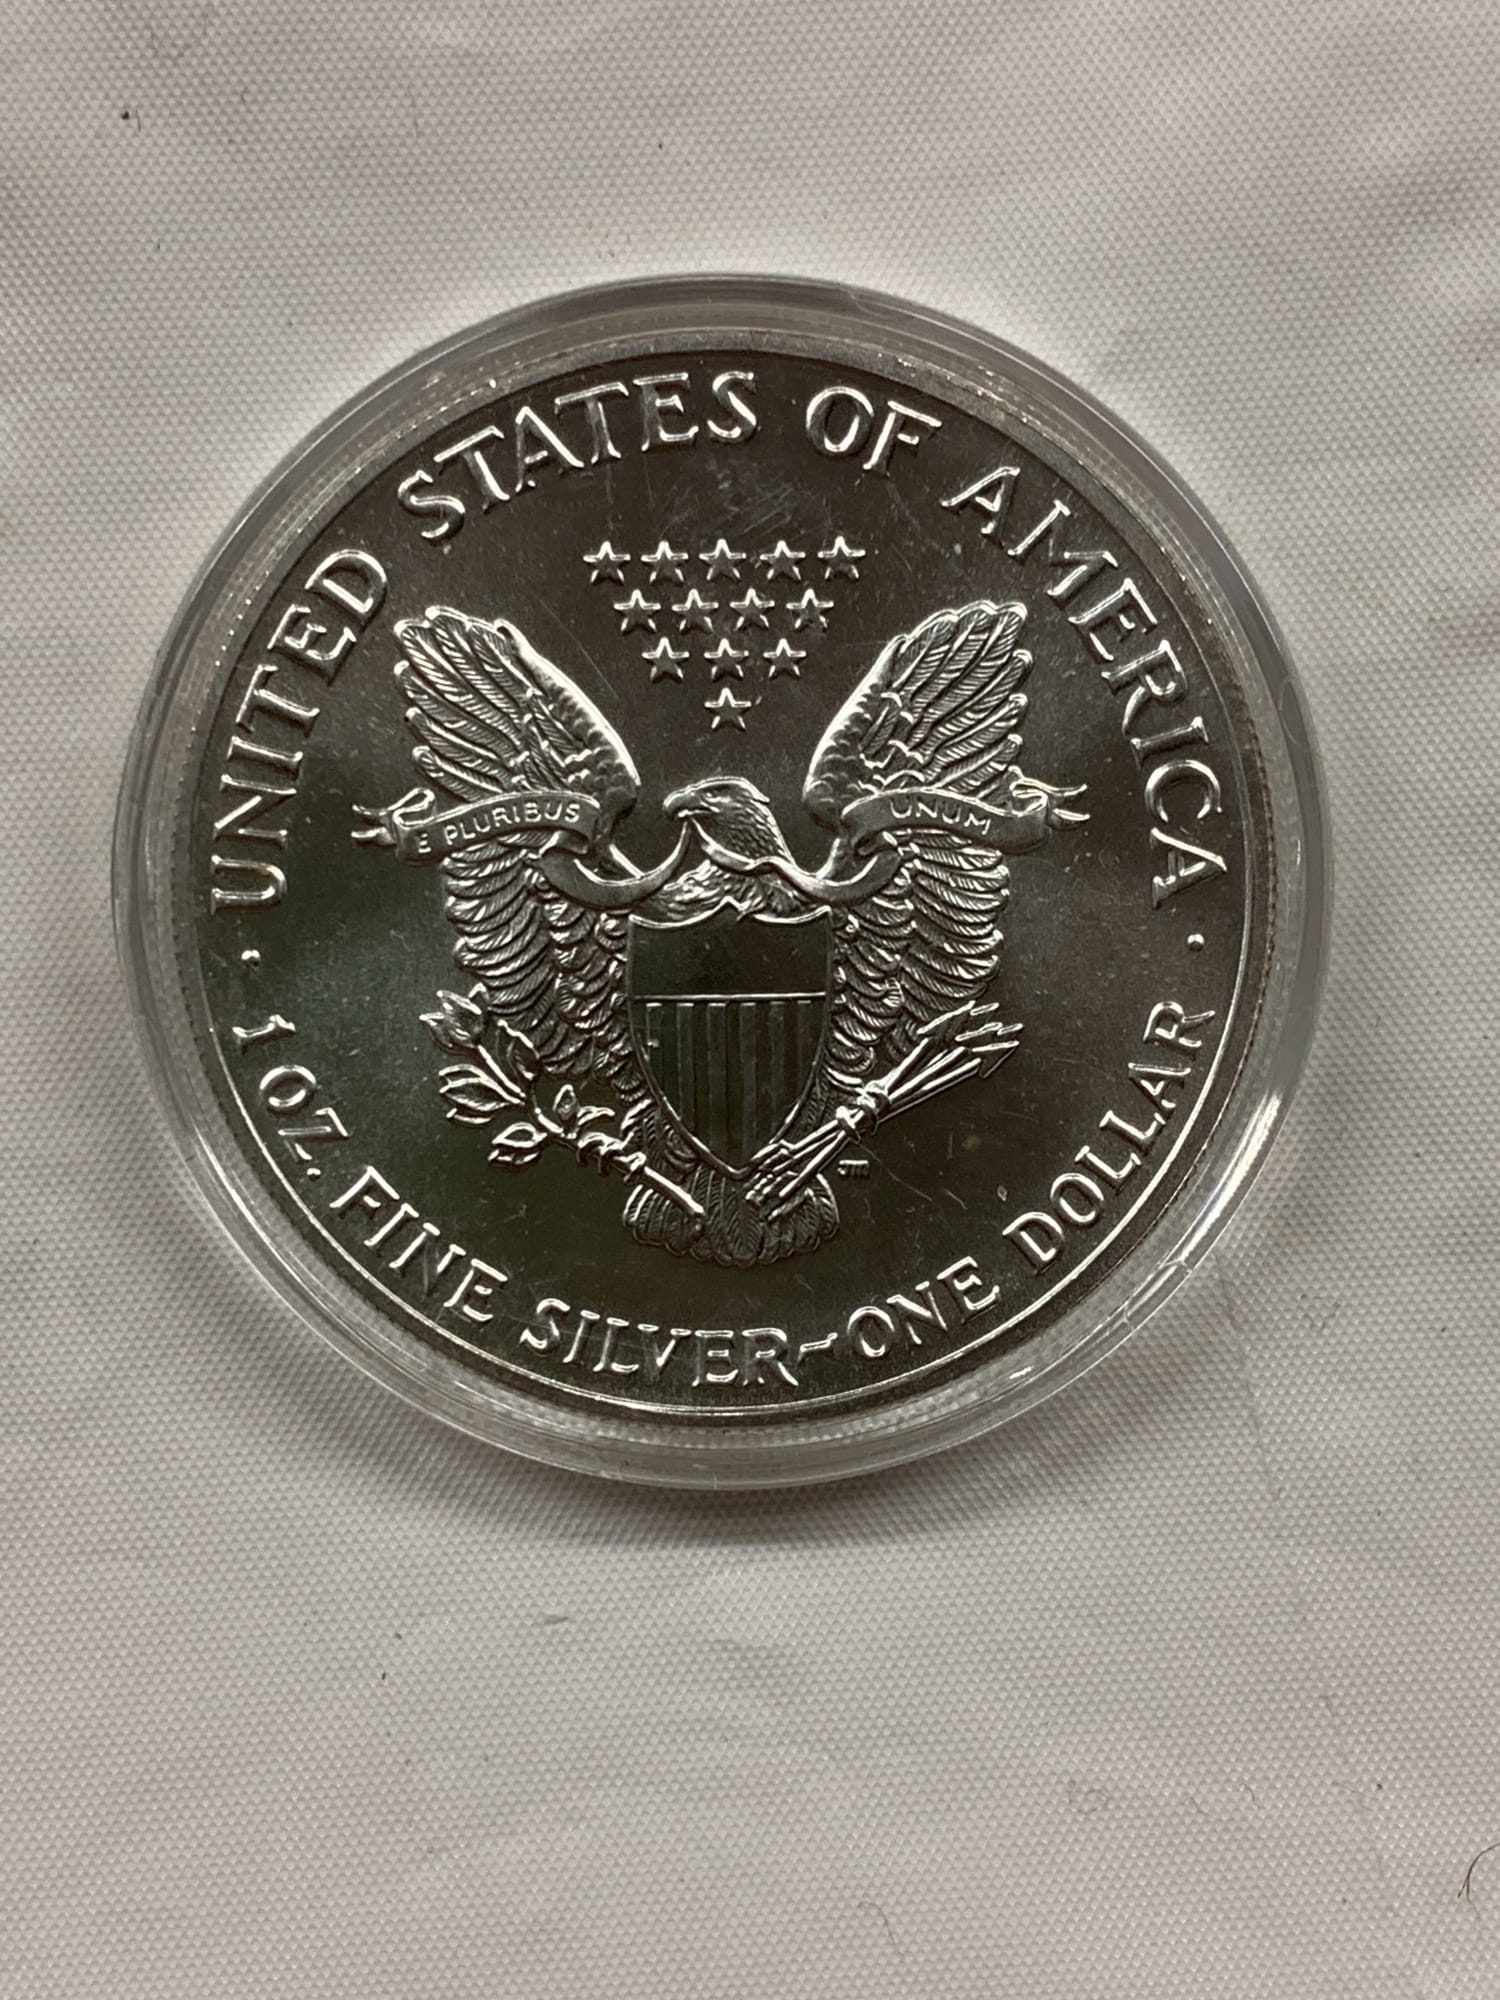 UNITED STATES OF AMERICA
E PLURIBUS UNUM
JM
· 1 OZ. FINE SILVER~ONE DOLLAR ·